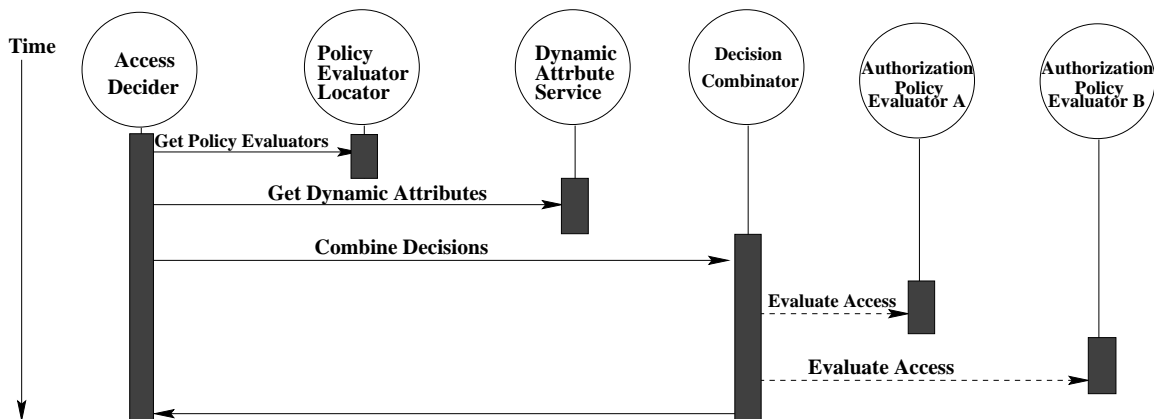 Time
Access
Decider
Policy
Evaluator
Locator
Dynamic
Attrbute
Service
Decision
Combinator
Authorization
Policy
Evaluator A
Authorization
Policy
Evaluator B
Get Policy Evaluators
Get Dynamic Attributes
Combine Decisions
Evaluate Access
Evaluate Access